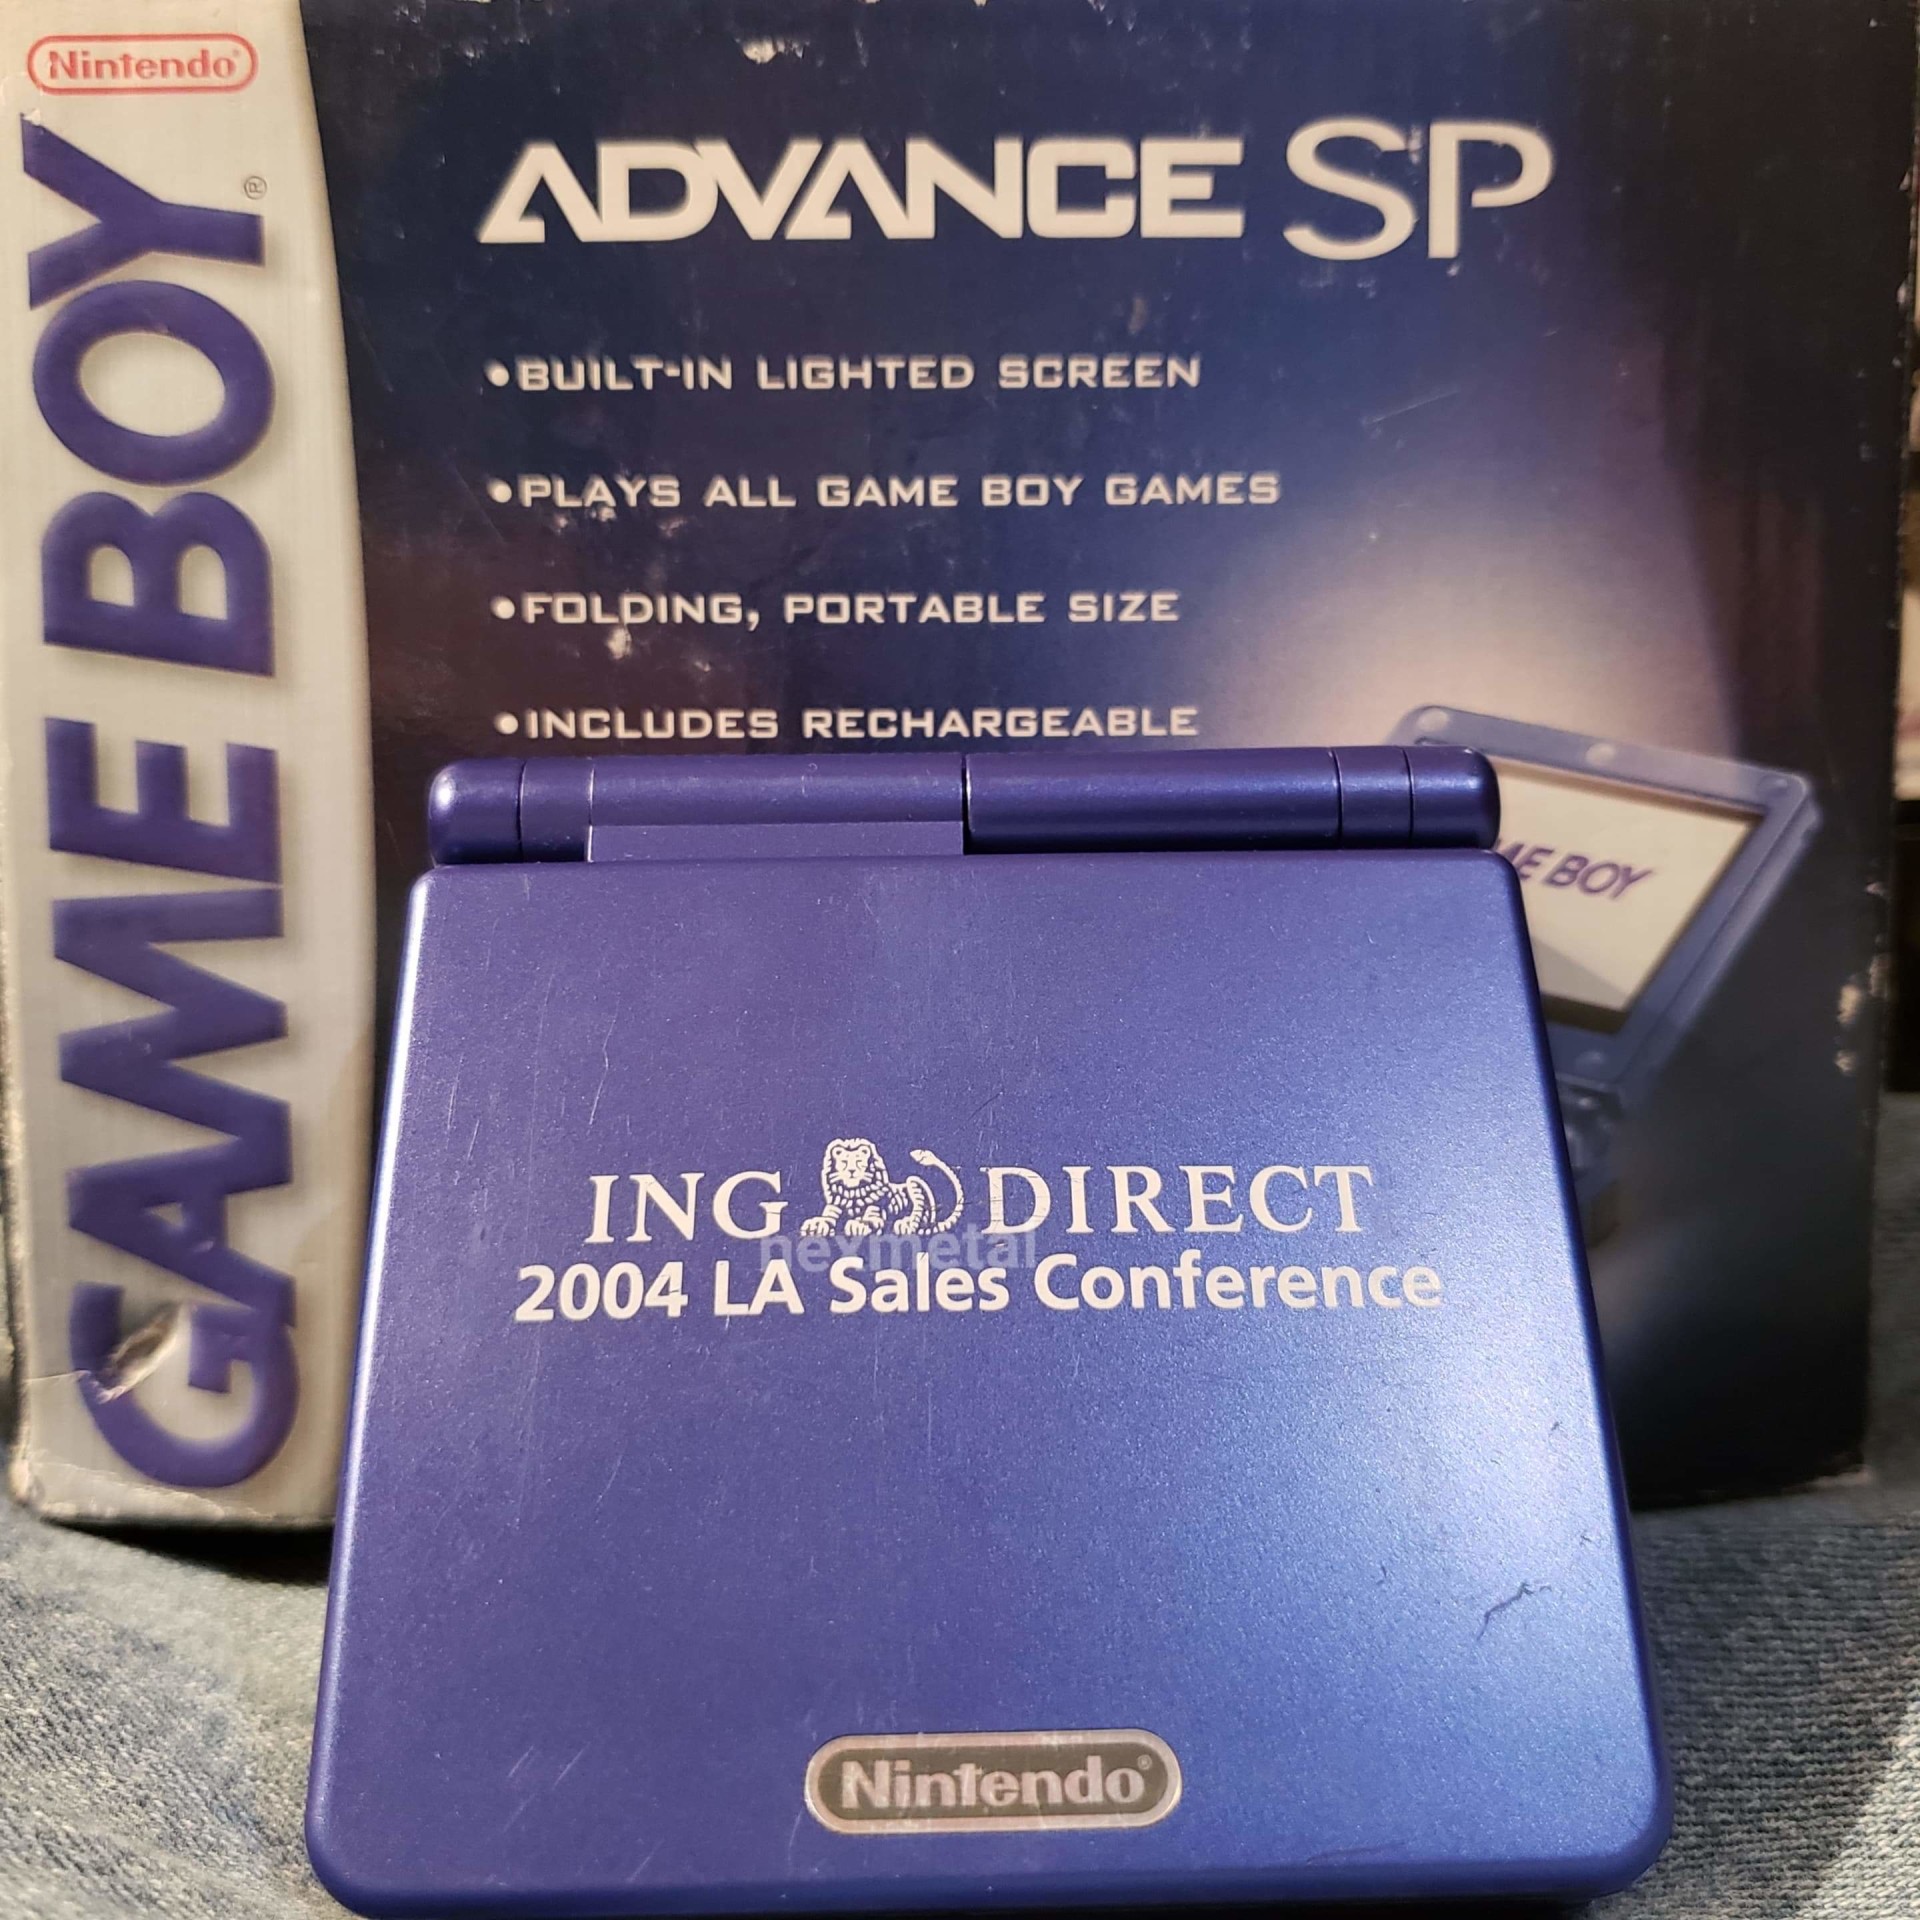 Nintendo®
GAME BOY®
ADVANCE SP
•BUILT-IN LIGHTED SCREEN
•PLAYS ALL GAME BOY GAMES
•FOLDING, PORTABLE SIZE
•INCLUDES RECHARGEABLE
ME BOY
ING DIRECT
nexmetal
2004 LA Sales Conference
Nintendo®